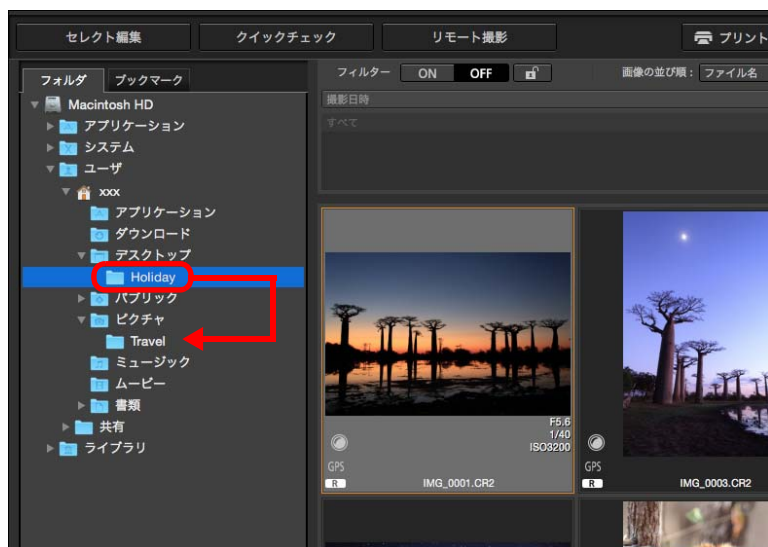 セレクト編集
クイックチェック
リモート撮影
プリント
フォルダ
ブックマーク
Macintosh HD
アプリケーション
システム
ユーザ
xxx
アプリケーション
ダウンロード
デスクトップ
Holiday
パブリック
ピクチャ
Travel
ミュージック
ムービー
書類
共有
ライブラリ
フィルター ON OFF
画像の並び順: ファイル名
撮影日時
すべて
F5.6
1/40
ISO3200
GPS
R IMG_0001.CR2
GPS
R IMG_0003.CR2